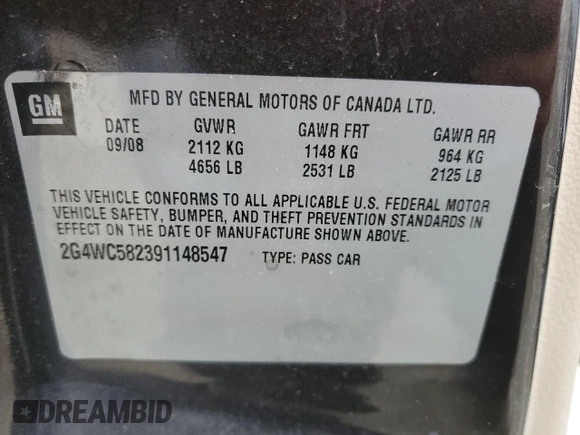 GM
MFD BY GENERAL MOTORS OF CANADA LTD.
DATE GVWR GAWR FRT GAWR RR
09/08 2112 KG 1148 KG 964 KG
4656 LB 2531 LB 2125 LB
THIS VEHICLE CONFORMS TO ALL APPLICABLE U.S. FEDERAL MOTOR
VEHICLE SAFETY, BUMPER, AND THEFT PREVENTION STANDARDS IN
EFFECT ON THE DATE OF MANUFACTURE SHOWN ABOVE.
2G4WC582391148547 TYPE: PASS CAR
DREAMBID